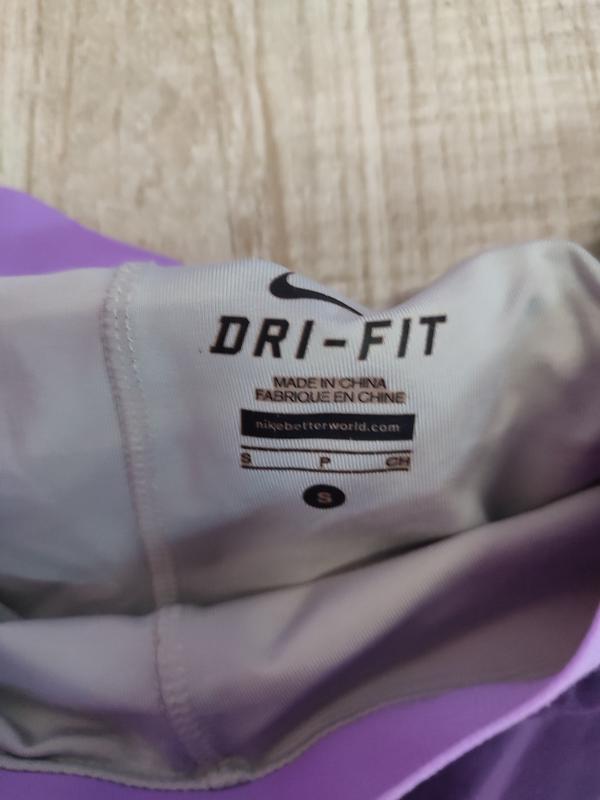 DRI-FIT
MADE IN CHINA
FABRIQUE EN CHINE
nikebetterworld.com
S P CH
S